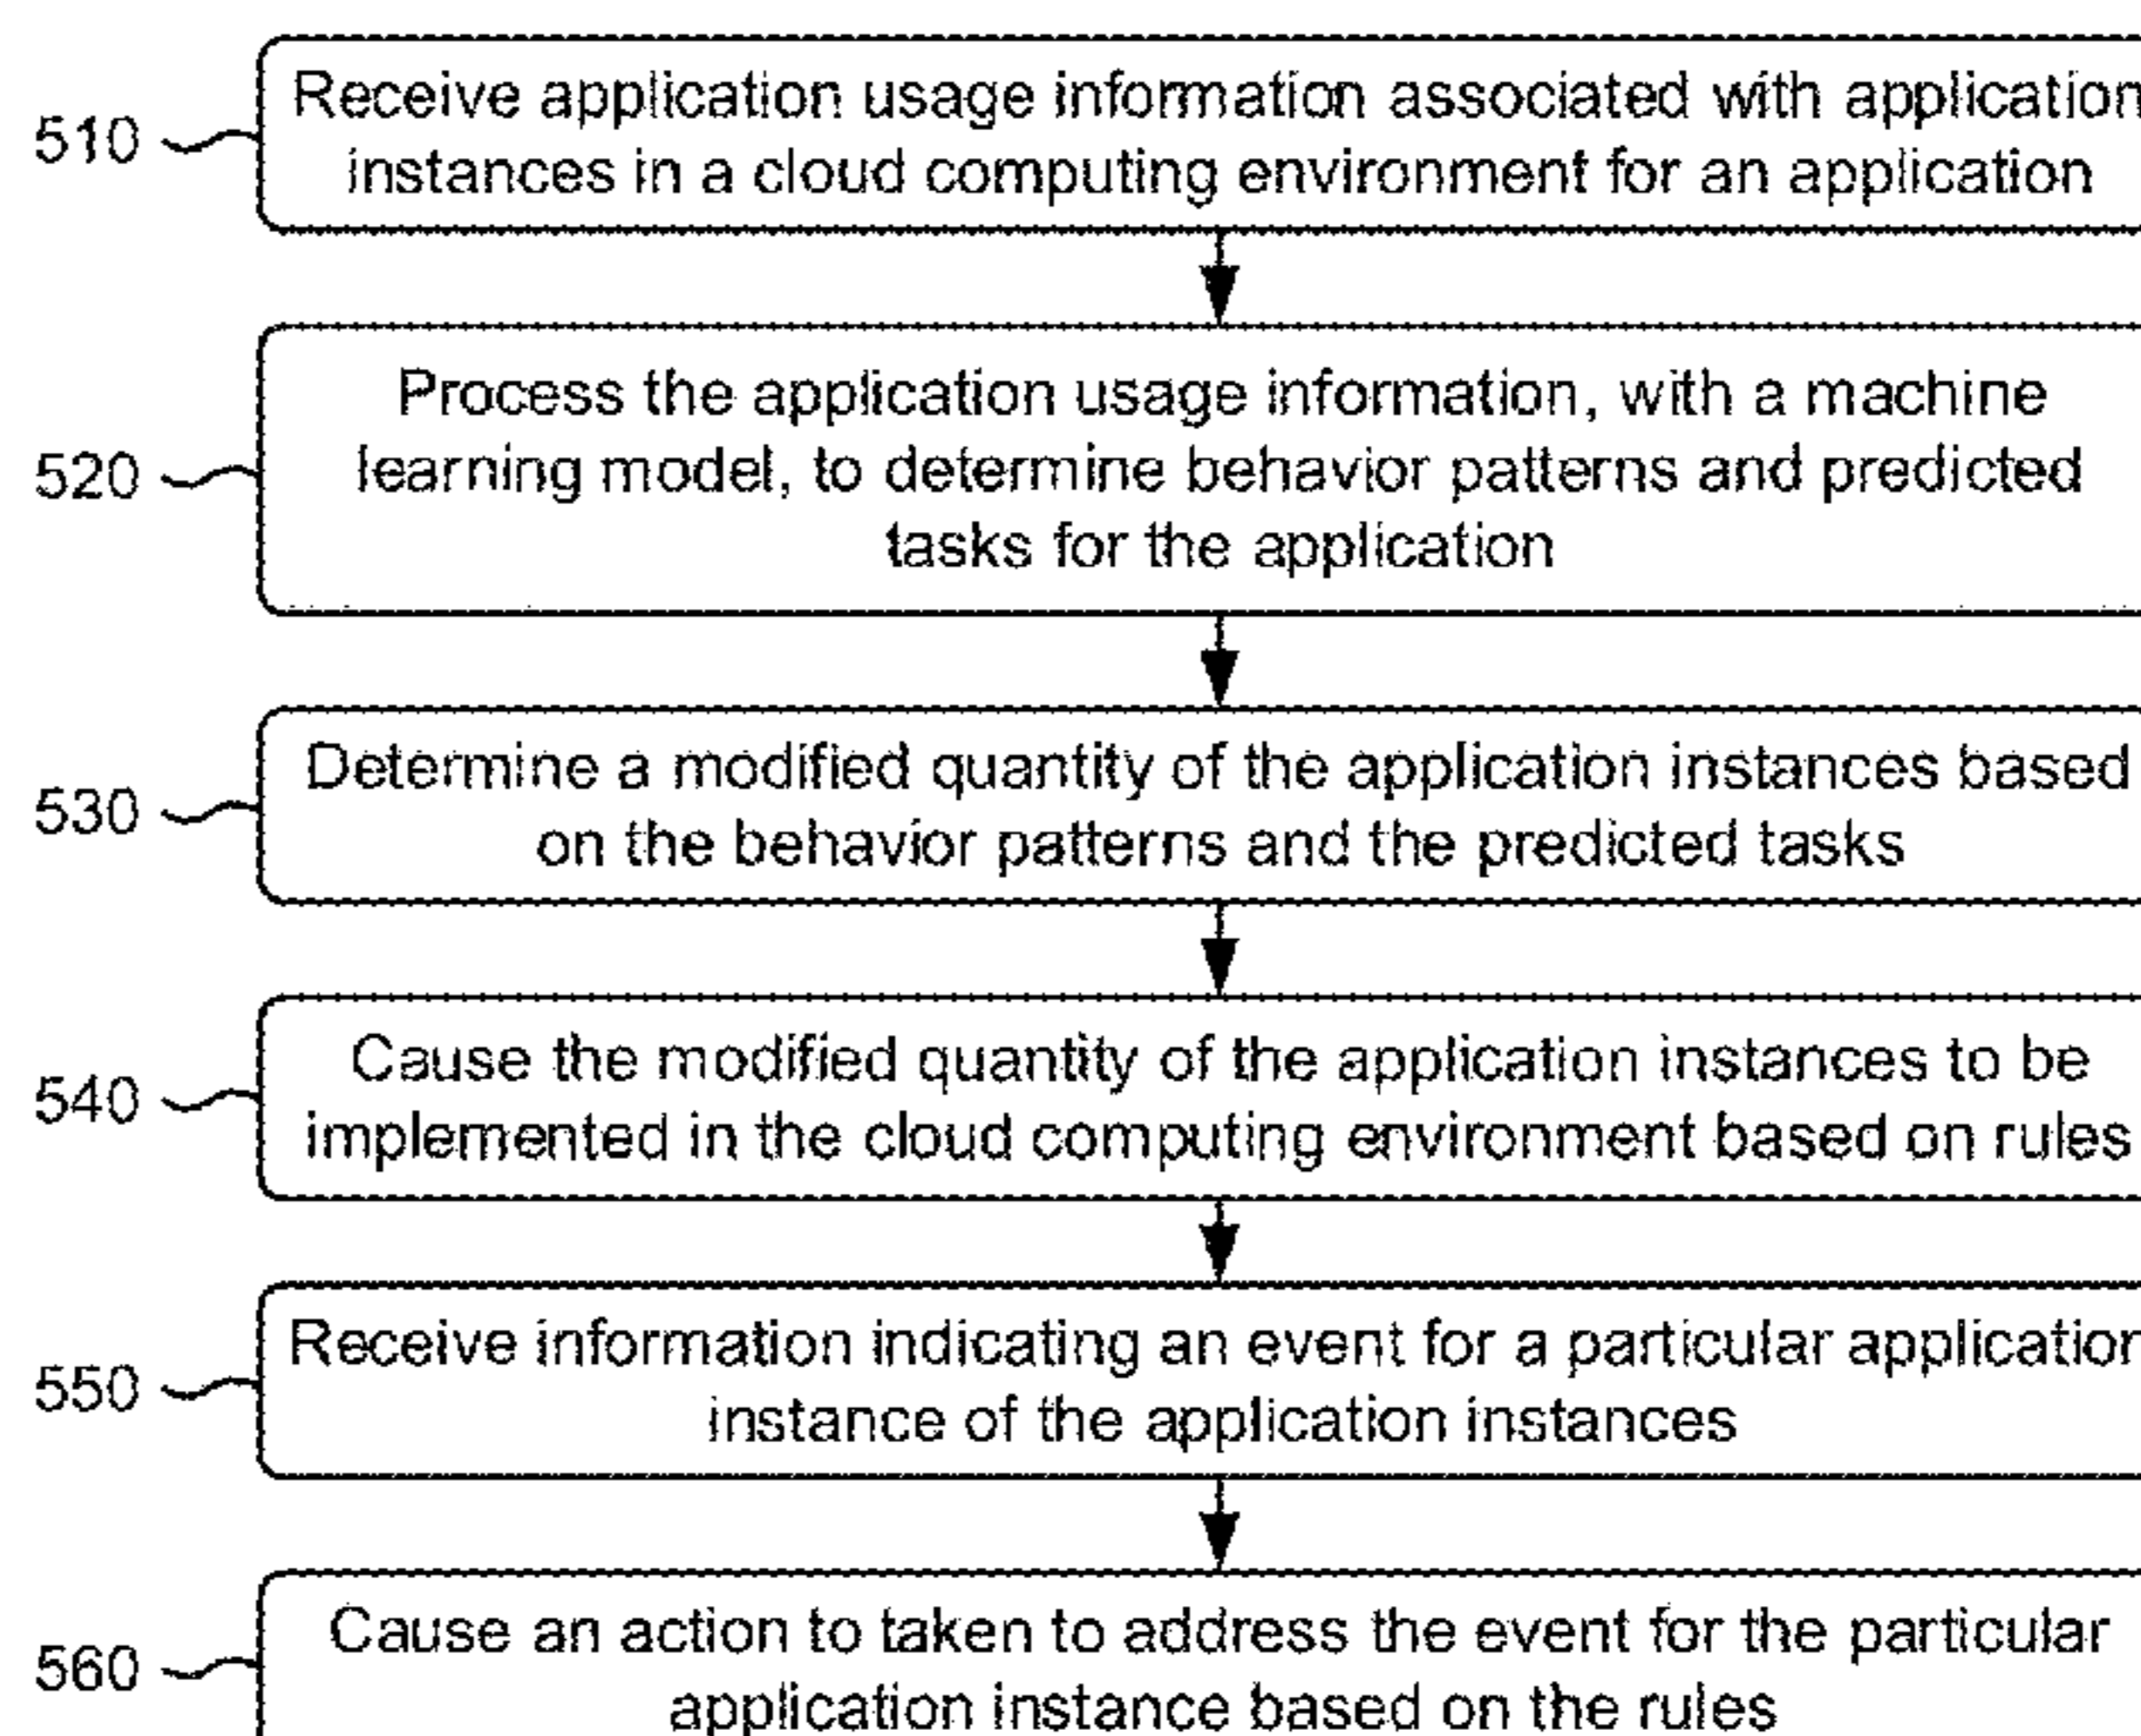 510
Receive application usage information associated with application
instances in a cloud computing environment for an application
520
Process the application usage information, with a machine
learning model, to determine behavior patterns and predicted
tasks for the application
530
Determine a modified quantity of the application instances based
on the behavior patterns and the predicted tasks
540
Cause the modified quantity of the application instances to be
implemented in the cloud computing environment based on rules
550
Receive information indicating an event for a particular application
instance of the application instances
560
Cause an action to taken to address the event for the particular
application instance based on the rules